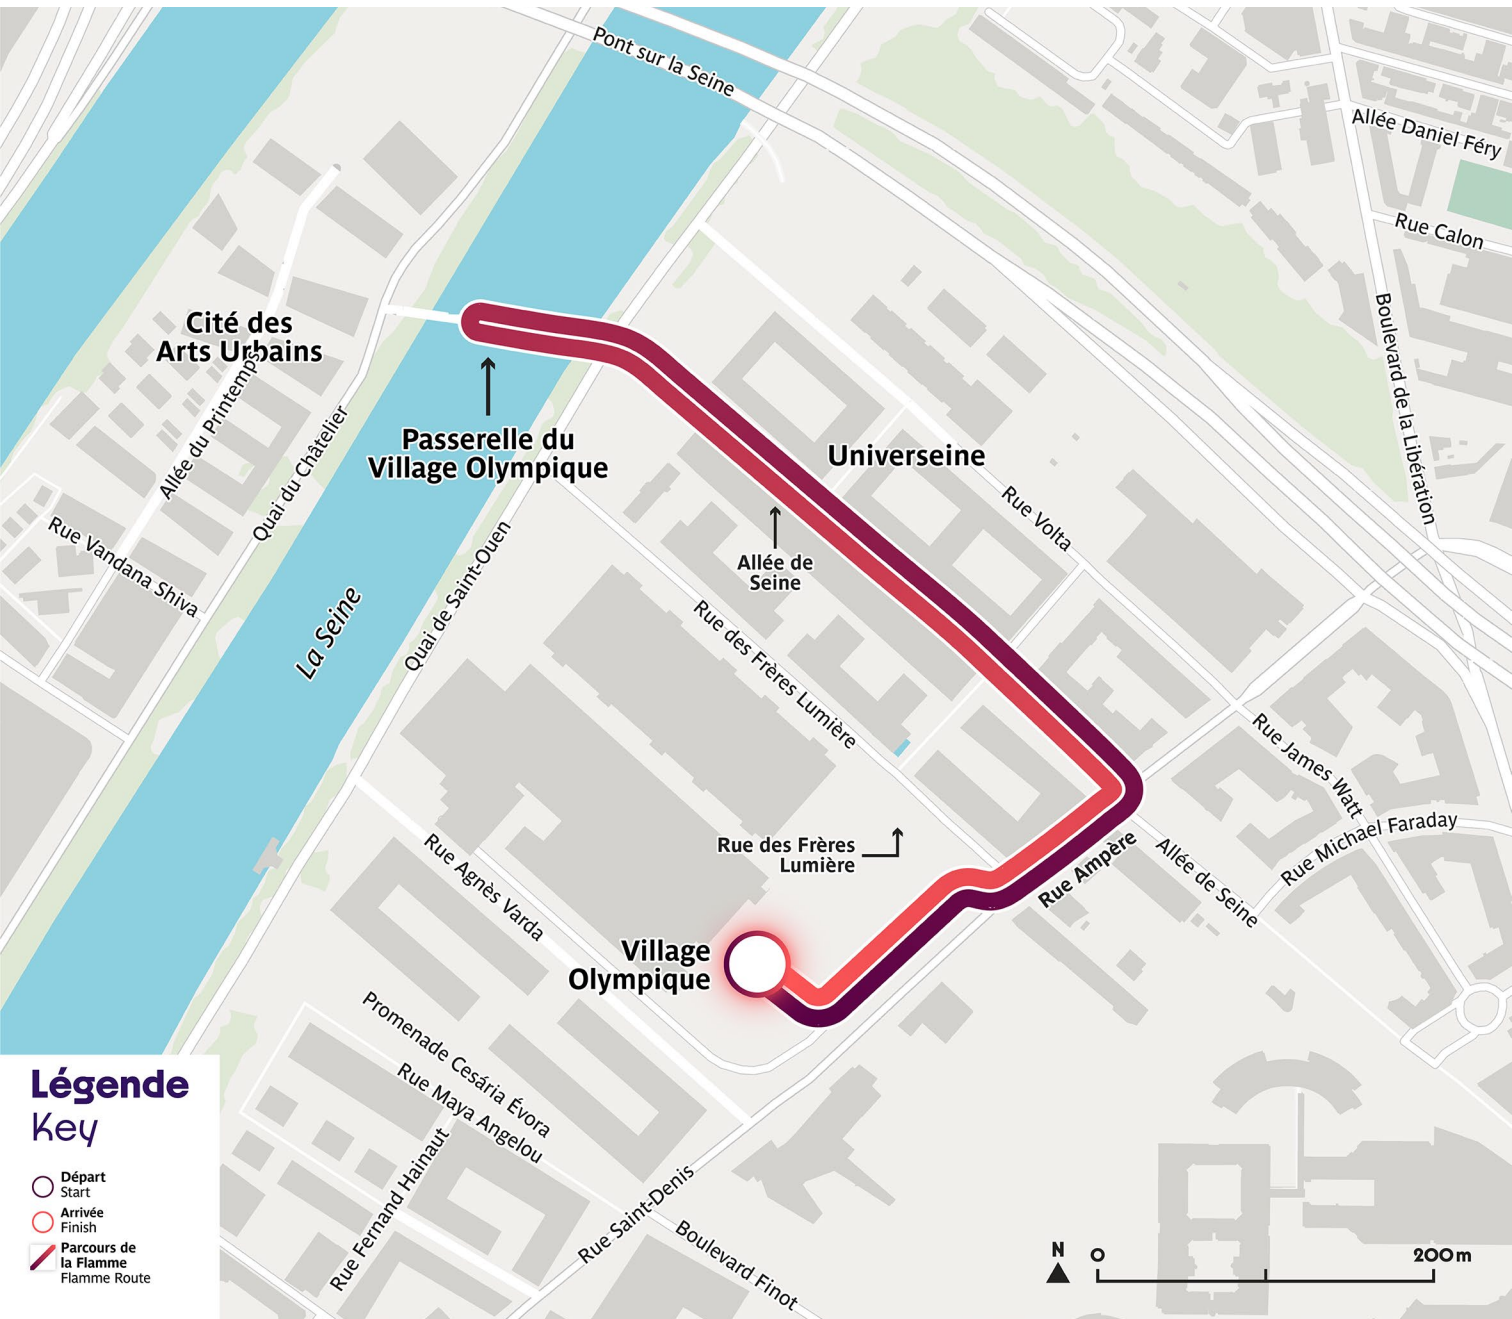 Pont sur la Seine
Allée Daniel Féry
Rue Calon
Boulevard de la Libération
Cité des
Arts Urbains
Allée du Printemps
Quai du Châtelier
Rue Vandana Shiva
Passerelle du
Village Olympique
Universeine
Rue Volta
Allée de
Seine
La Seine
Quai de Saint-Ouen
Rue des Frères Lumière
Rue James Watt
Rue Michael Faraday
Allée de Seine
Rue Ampère
Rue des Frères
Lumière
Rue Agnès Varda
Village
Olympique
Promenade Cesária Évora
Rue Maya Angelou
Rue Fernand Hainaut
Rue Saint-Denis
Boulevard Finot
Légende
Key
Départ
Start
Arrivée
Finish
Parcours de
la Flamme
Flamme Route
N 0 200 m